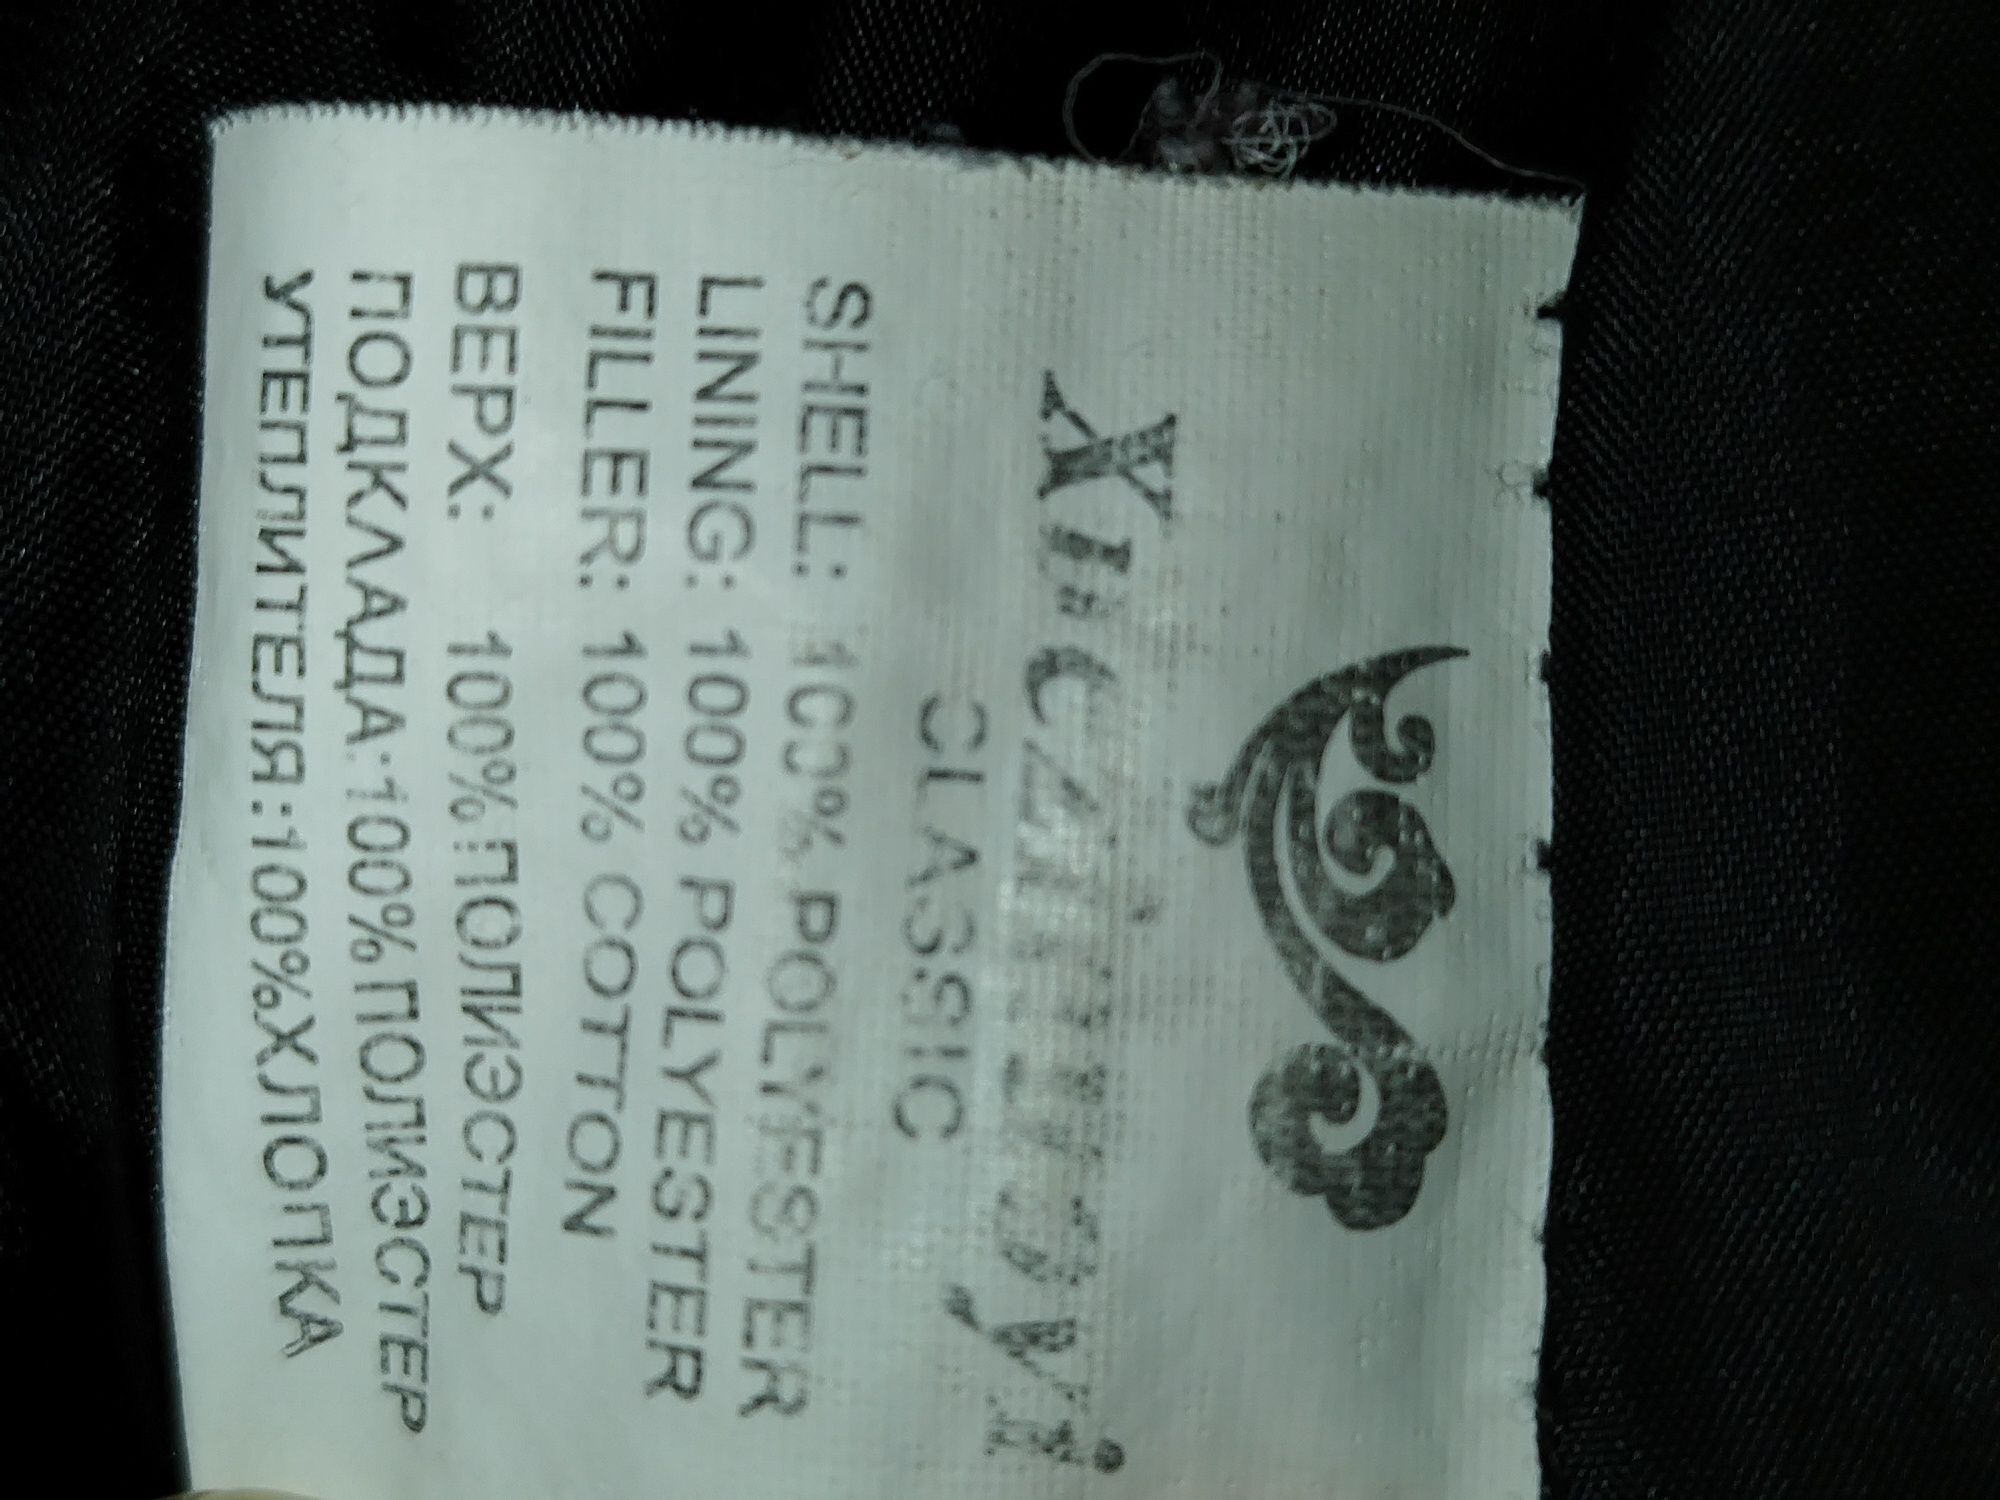 CLASSIC
SHELL: 100% POLYESTER
LINING: 100% POLYESTER
FILLER: 100% COTTON
ВЕРХ: 100% ПОЛИЭСТЕР
ПОДКЛАДА:100% ПОЛИЭСТЕР
УТЕПЛИТЕЛЯ:100%ХЛОПКА